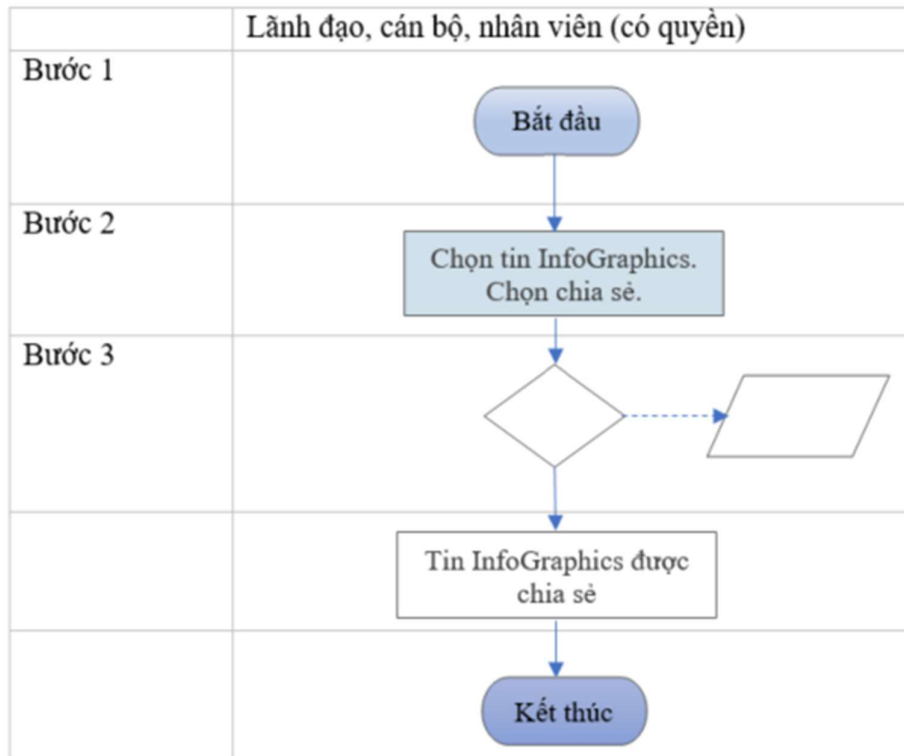 Lãnh đạo, cán bộ, nhân viên (có quyền)
Bước 1
Bắt đầu
Bước 2
Chọn tin InfoGraphics.
Chọn chia sẻ.
Bước 3
Tin InfoGraphics được
chia sẻ
Kết thúc